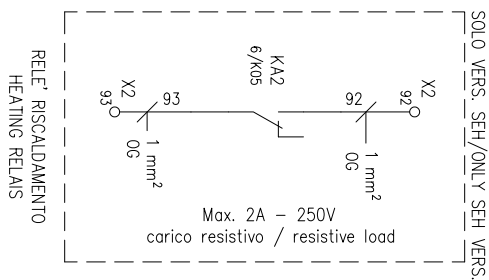 SOLO VERS. SEH/ONLY SEH VERS.
X2
92
92
1 mm²
OG
KA2
6/K05
93
X2
93
1 mm²
OG
Max. 2A - 250V
carico resistivo / resistive load
RELE' RISCALDAMENTO
HEATING RELAIS